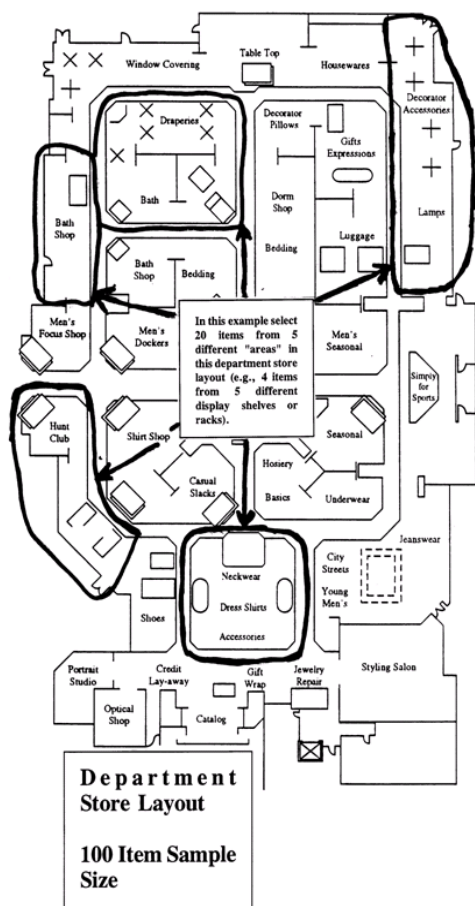 Table Top
Window Covering
Housewares
Draperies
Decorator
Pillows
Gifts
Expressions
Decorator
Accessories
Bath
Dorm
Shop
Bath
Shop
Lamps
Luggage
Bedding
Bath
Shop
Bedding
Men's
Focus Shop
Men's
Dockers
In this example select
20 items from 5
different "areas" in
this department store
layout (e.g., 4 items
from 5 different
display shelves or
racks).
Men's
Seasonal
Simply
for
Sports
Hunt
Club
Shirt Shop
Seasonal
Hosiery
Casual
Slacks
Basics
Underwear
Jeanswear
City
Streets
Young
Men's
Neckwear
Dress Shirts
Accessories
Shoes
Portrait
Studio
Credit
Lay-away
Gift
Wrap
Jewelry
Repair
Styling Salon
Optical
Shop
Catalog
Department
Store Layout
100 Item Sample
Size